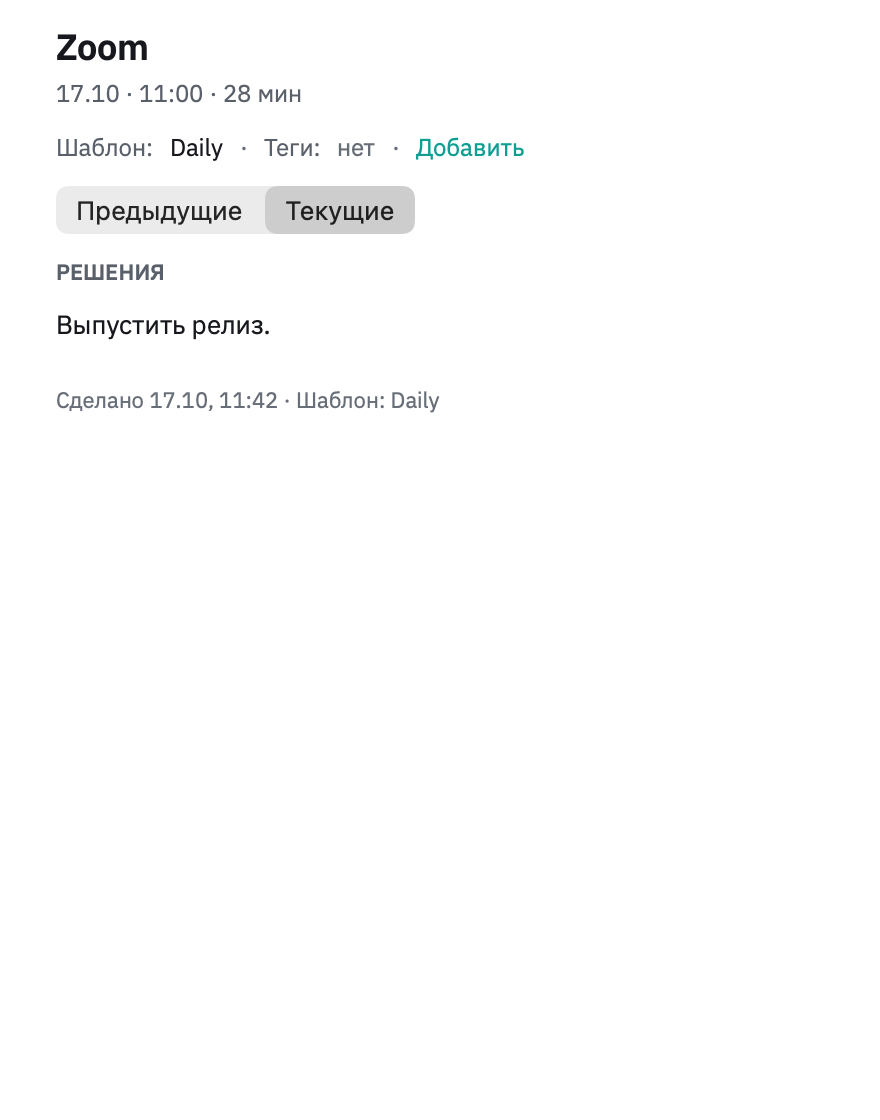 Zoom
17.10 · 11:00 · 28 мин
Шаблон: Daily · Теги: нет · Добавить
Предыдущие Текущие
РЕШЕНИЯ
Выпустить релиз.
Сделано 17.10, 11:42 · Шаблон: Daily